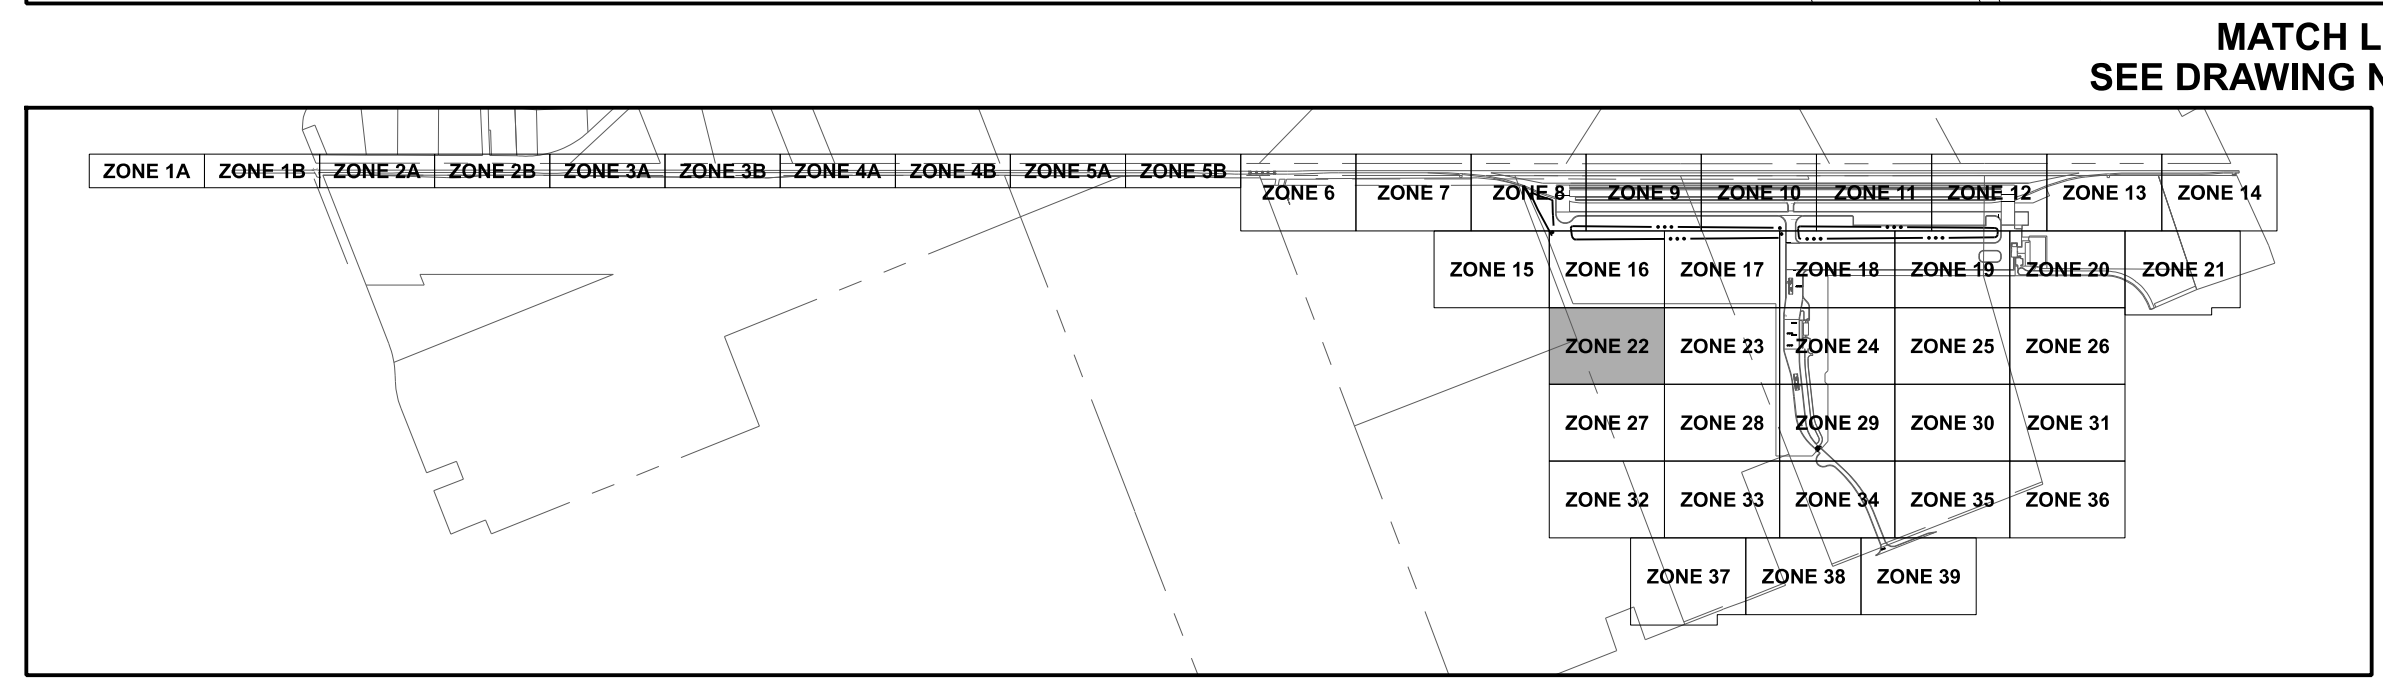 MATCH L
SEE DRAWING N
ZONE 1A ZONE 1B ZONE 2A ZONE 2B ZONE 3A ZONE 3B ZONE 4A ZONE 4B ZONE 5A ZONE 5B
ZONE 6 ZONE 7 ZONE 8 ZONE 9 ZONE 10 ZONE 11 ZONE 12 ZONE 13 ZONE 14
ZONE 15 ZONE 16 ZONE 17 ZONE 18 ZONE 19 ZONE 20 ZONE 21
ZONE 22 ZONE 23 ZONE 24 ZONE 25 ZONE 26
ZONE 27 ZONE 28 ZONE 29 ZONE 30 ZONE 31
ZONE 32 ZONE 33 ZONE 34 ZONE 35 ZONE 36
ZONE 37 ZONE 38 ZONE 39